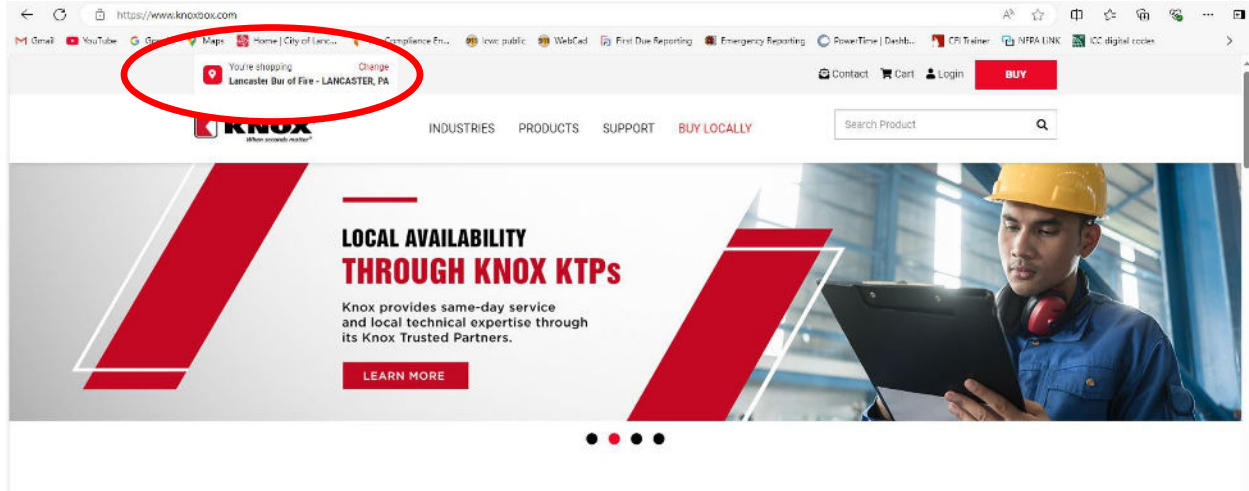 https://www.knoxbox.com
Gmail YouTube Maps Home | City of Lanc... Compliance En... lcwc public WebCad First Due Reporting Emergency Reporting PowerTime | Dashb... CPI Trainer NFPA LiNK ICC digital codes
You're shopping Change
Lancaster Bur of Fire - LANCASTER, PA
Contact Cart Login BUY
KNOX
When seconds matter®
INDUSTRIES PRODUCTS SUPPORT BUY LOCALLY Search Product
LOCAL AVAILABILITY
THROUGH KNOX KTPs
Knox provides same-day service
and local technical expertise through
its Knox Trusted Partners.
LEARN MORE